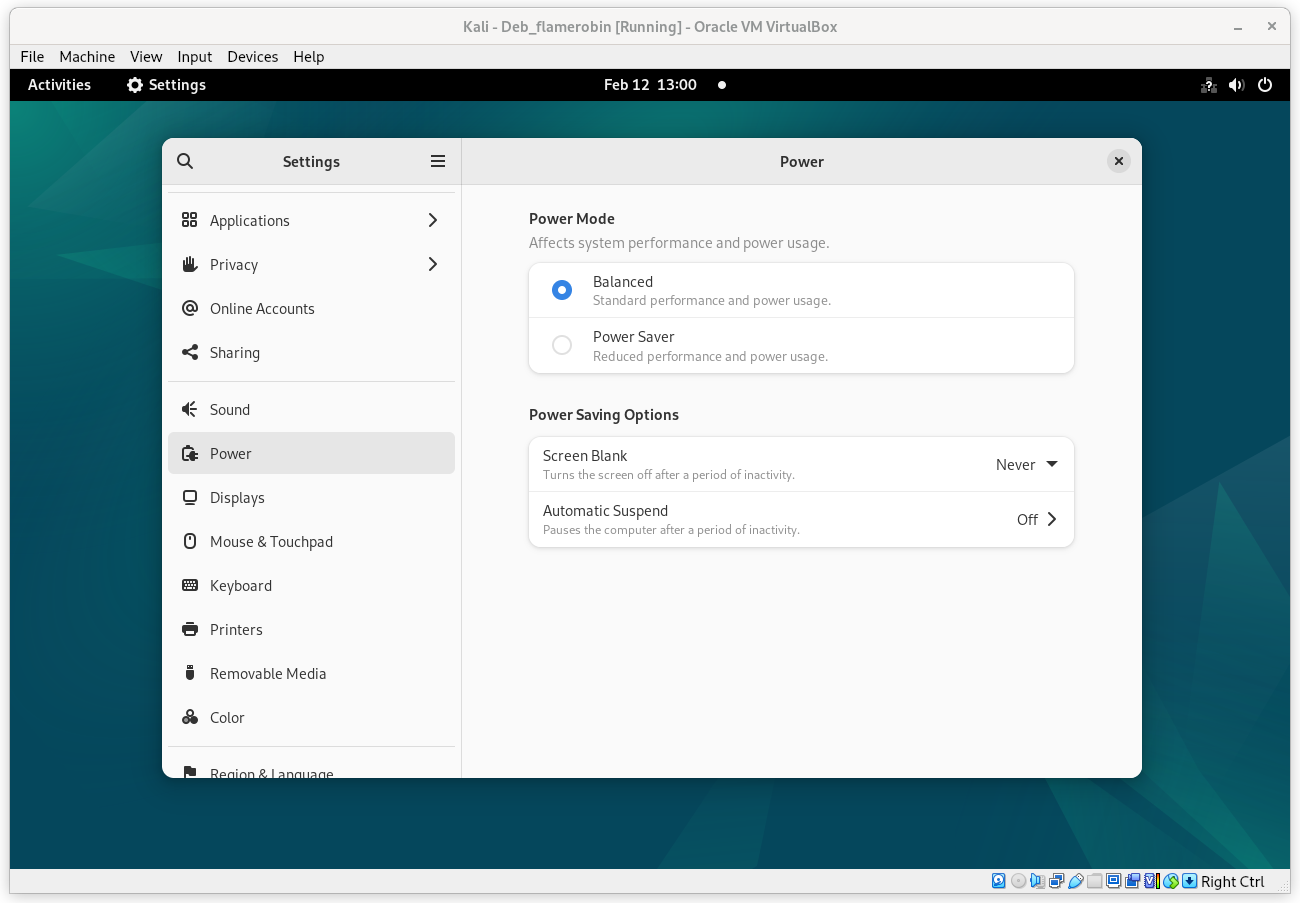 Kali - Deb_flamerobin [Running] - Oracle VM VirtualBox
File Machine View Input Devices Help
Activities Settings Feb 12 13:00
Settings
Power
Applications
Privacy
Online Accounts
Sharing
Sound
Power
Displays
Mouse & Touchpad
Keyboard
Printers
Removable Media
Color
Region & Language
Power Mode
Affects system performance and power usage.
Balanced
Standard performance and power usage.
Power Saver
Reduced performance and power usage.
Power Saving Options
Screen Blank
Turns the screen off after a period of inactivity.
Never
Automatic Suspend
Pauses the computer after a period of inactivity.
Off
Right Ctrl